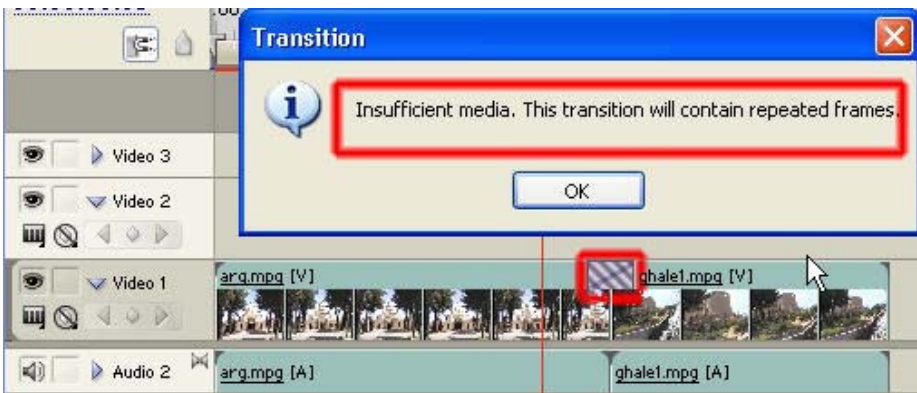 Transition
Insufficient media. This transition will contain repeated frames.
OK
Video 3
Video 2
Video 1
arg.mpg [V]
ghale1.mpg [V]
Audio 2
arg.mpg [A]
ghale1.mpg [A]